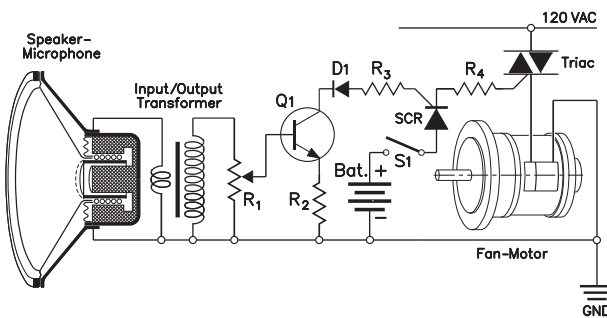 120 VAC
Speaker-
Microphone
Triac
D1
R3
R4
Input/Output
Transformer
Q1
SCR
S1
Bat. +
R1
R2
−
Fan-Motor
GND